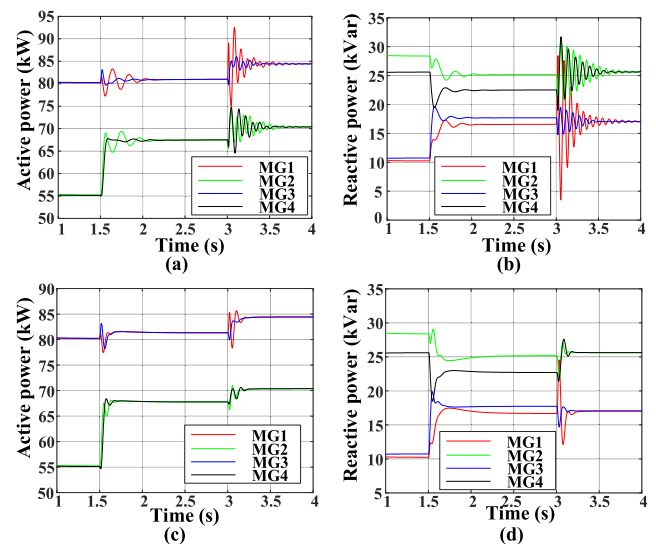 Active power (kW)
95
90
85
80
75
70
65
60
55
50
MG1
MG2
MG3
MG4
1
1.5
2
2.5
3
3.5
4
Time (s)
(a)
Reactive power (kVar)
35
30
25
20
15
10
5
0
MG1
MG2
MG3
MG4
1
1.5
2
2.5
3
3.5
4
Time (s)
(b)
Active power (kW)
90
85
80
75
70
65
60
55
50
MG1
MG2
MG3
MG4
1
1.5
2
2.5
3
3.5
4
Time (s)
(c)
Reactive power (kVar)
35
30
25
20
15
10
5
MG1
MG2
MG3
MG4
1
1.5
2
2.5
3
3.5
4
Time (s)
(d)